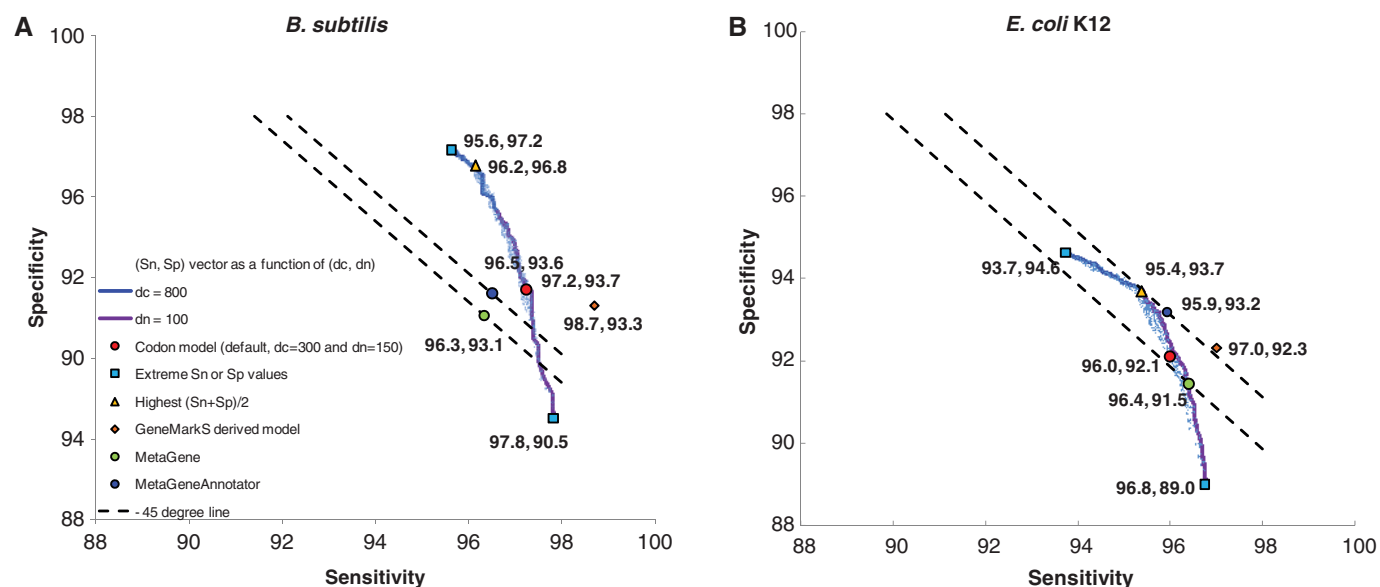 A
B. subtilis
100
98
96
92
90
94
88
Specificity
95.6, 97.2
96.2, 96.8
96.5, 93.6
97.2, 93.7
98.7, 93.3
96.3, 93.1
97.8, 90.5
(Sn, Sp) vector as a function of (dc, dn)
dc = 800
dn = 100
Codon model (default, dc=300 and dn=150)
Extreme Sn or Sp values
Highest (Sn+Sp)/2
GeneMarkS derived model
MetaGene
MetaGeneAnnotator
- 45 degree line
88 90 92 94 96 98 100
Sensitivity
B
E. coli K12
100
98
96
94
92
90
88
Specificity
93.7, 94.6
95.4, 93.7
95.9, 93.2
97.0, 92.3
96.0, 92.1
96.4, 91.5
96.8, 89.0
88 90 92 94 96 98 100
Sensitivity